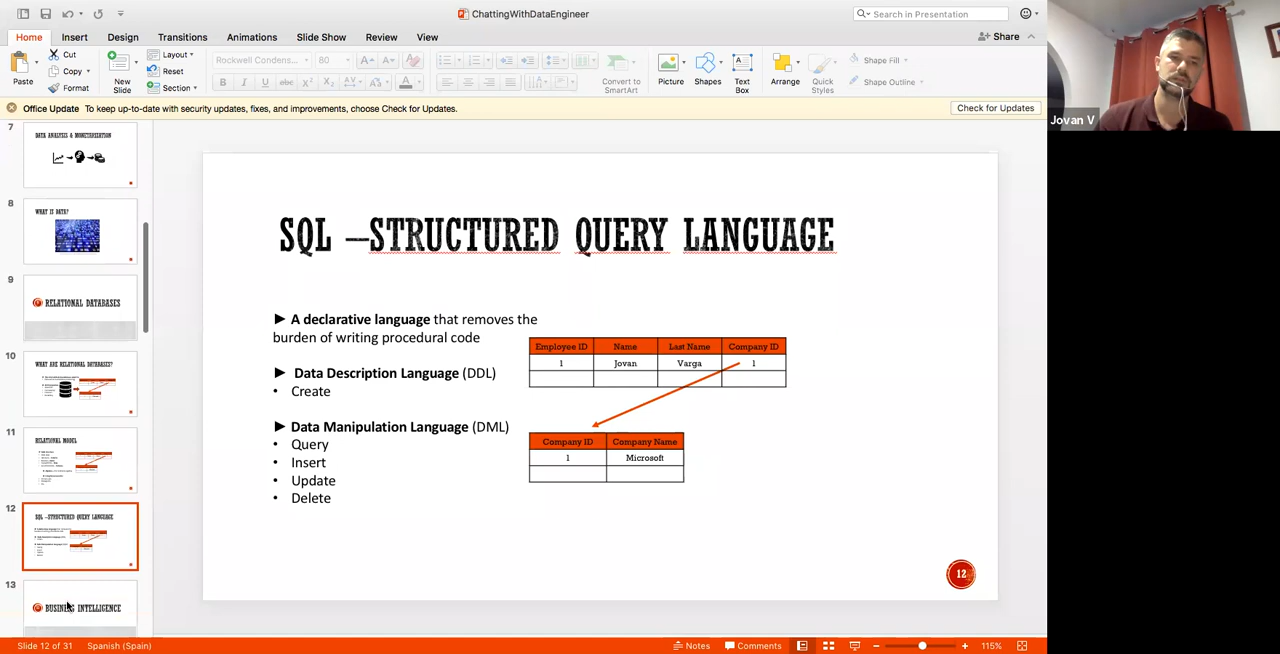 ChattingWithDataEngineer
Search in Presentation
Home Insert Design Transitions Animations Slide Show Review View
Share
Paste
Cut
Copy
Format
New
Slide
Layout
Reset
Section
Rockwell Condens...
80
Convert to
SmartArt
Picture
Shapes
Text
Box
Arrange
Quick
Styles
Shape Fill
Shape Outline
Office Update To keep up-to-date with security updates, fixes, and improvements, choose Check for Updates.
Check for Updates
7
DATA ANALYSIS & MONETARIZATION
8
WHAT IS DATA?
9
RELATIONAL DATABASES
10
WHAT ARE RELATIONAL DATABASES?
11
RELATIONAL MODEL
12
SQL –STRUCTURED QUERY LANGUAGE
13
BUSINESS INTELLIGENCE
SQL –STRUCTURED QUERY LANGUAGE
► A declarative language that removes the
burden of writing procedural code
► Data Description Language (DDL)
• Create
► Data Manipulation Language (DML)
• Query
• Insert
• Update
• Delete
Employee ID Name Last Name Company ID
1 Jovan Varga 1
Company ID Company Name
1 Microsoft
12
Jovan V
Slide 12 of 31 Spanish (Spain)
Notes Comments 115%